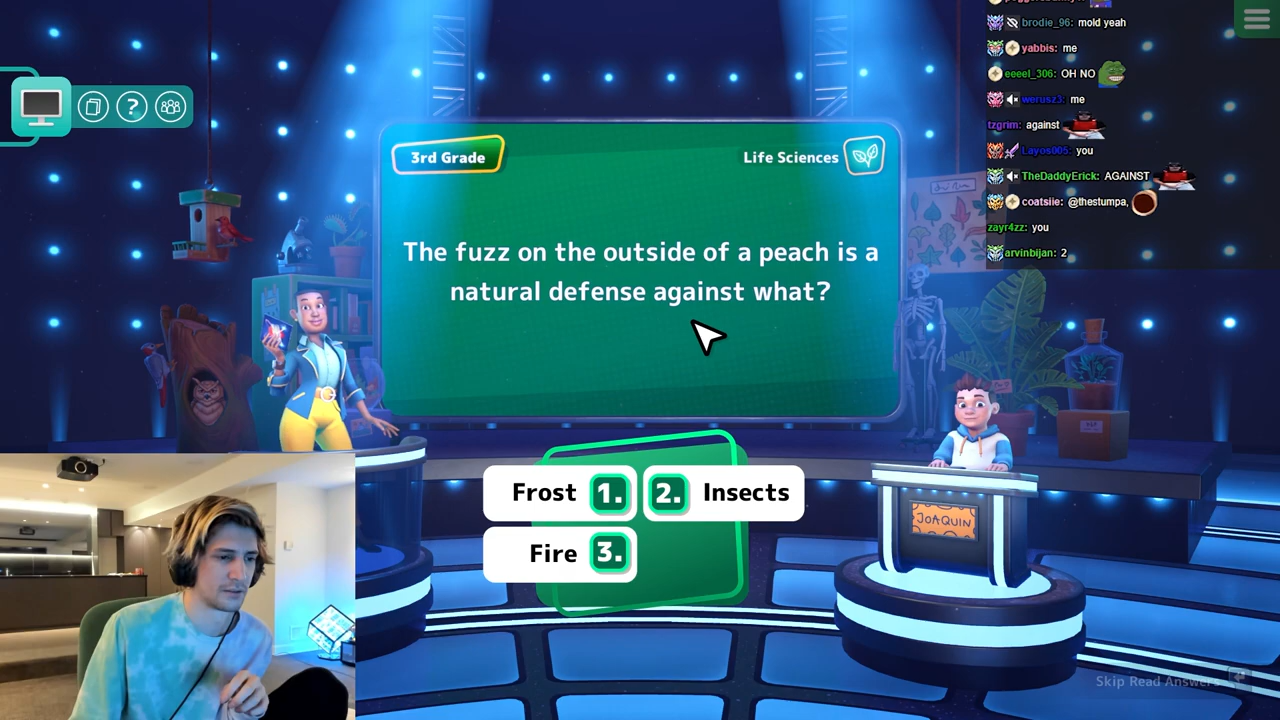 brodie_96: mold yeah
yabbis: me
eeeel_306: OH NO
werusz3: me
tzgrim: against
Layos005: you
TheDaddyErick: AGAINST
coatsiie: @thestumpa,
zayr4zz: you
arvinbijan: 2
?
3rd Grade
Life Sciences
The fuzz on the outside of a peach is a
natural defense against what?
Frost 1.
2. Insects
Fire 3.
JOAQUIN
Skip Read Answers